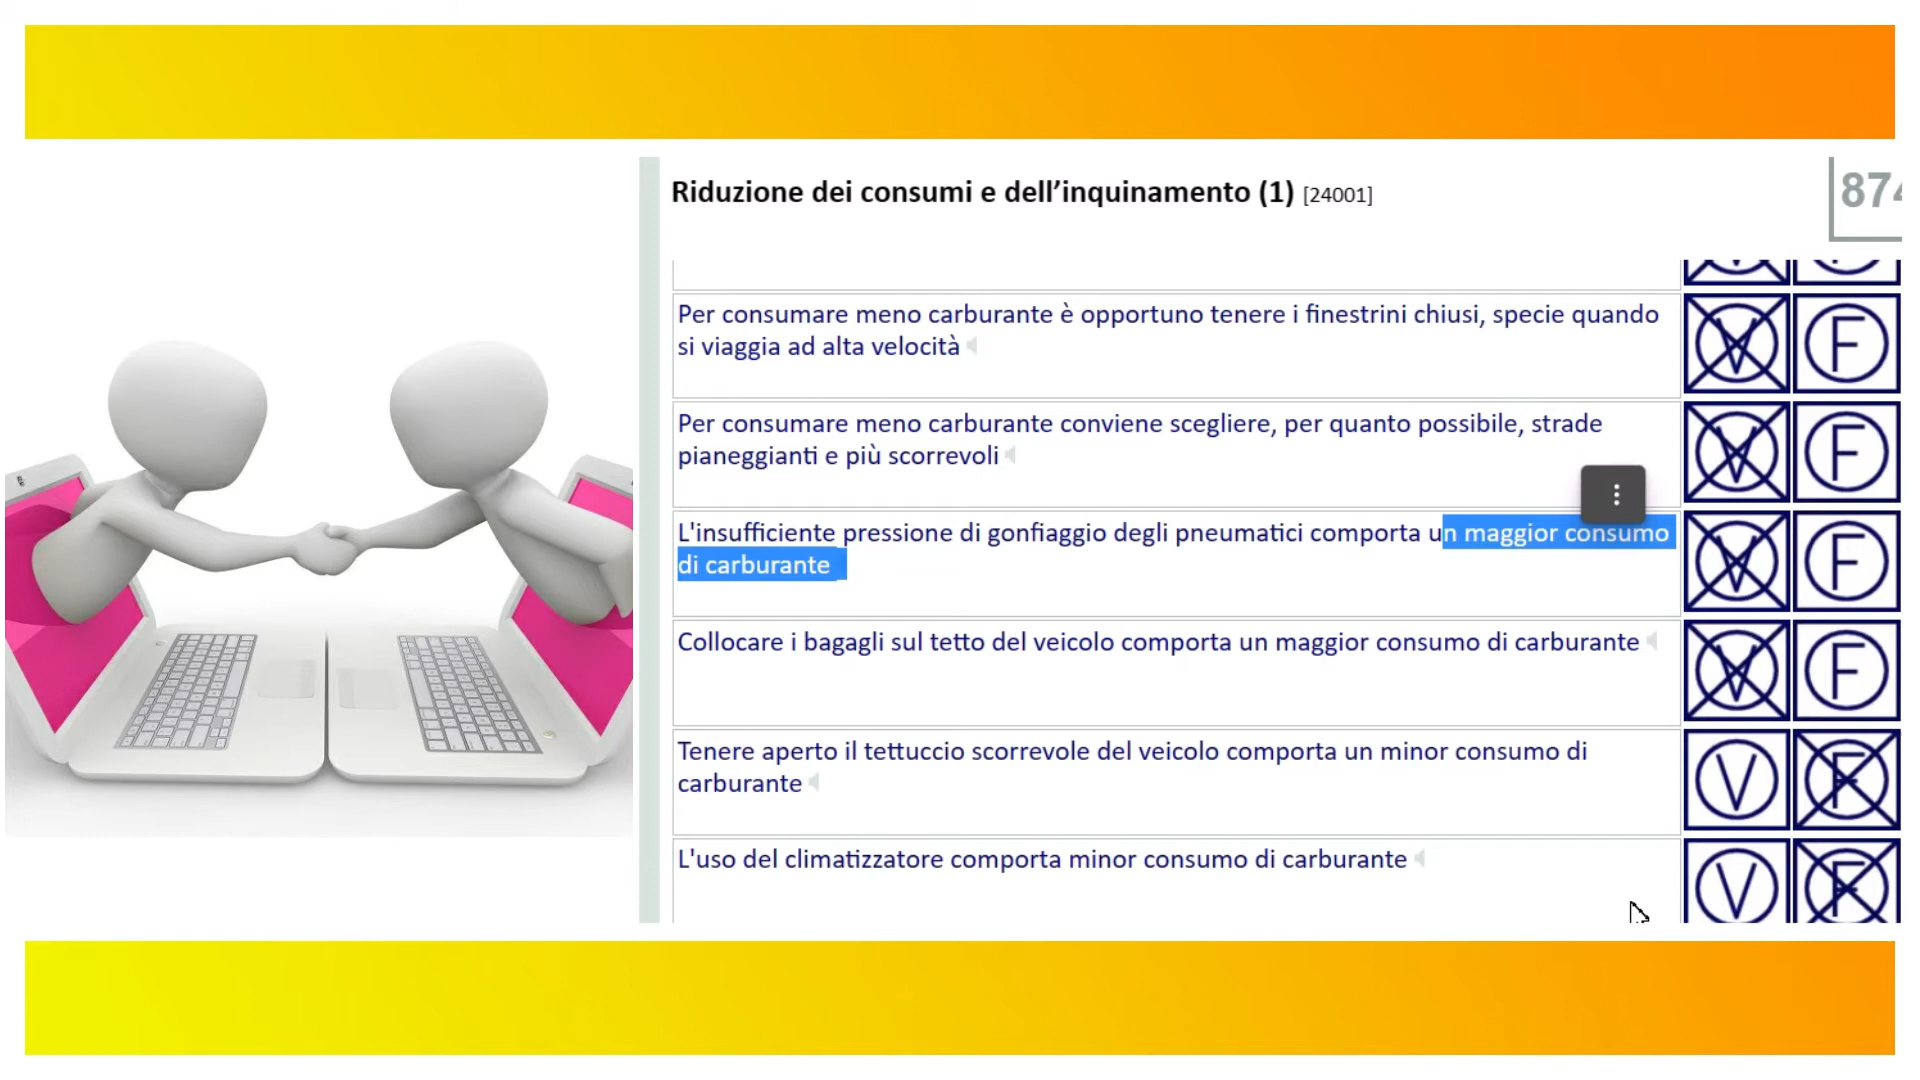 Riduzione dei consumi e dell'inquinamento (1) [24001]
874
Per consumare meno carburante è opportuno tenere i finestrini chiusi, specie quando
si viaggia ad alta velocità
V F
Per consumare meno carburante conviene scegliere, per quanto possibile, strade
pianeggianti e più scorrevoli
V F
L'insufficiente pressione di gonfiaggio degli pneumatici comporta un maggior consumo
di carburante
V F
Collocare i bagagli sul tetto del veicolo comporta un maggior consumo di carburante
V F
Tenere aperto il tettuccio scorrevole del veicolo comporta un minor consumo di
carburante
V F
L'uso del climatizzatore comporta minor consumo di carburante
V F